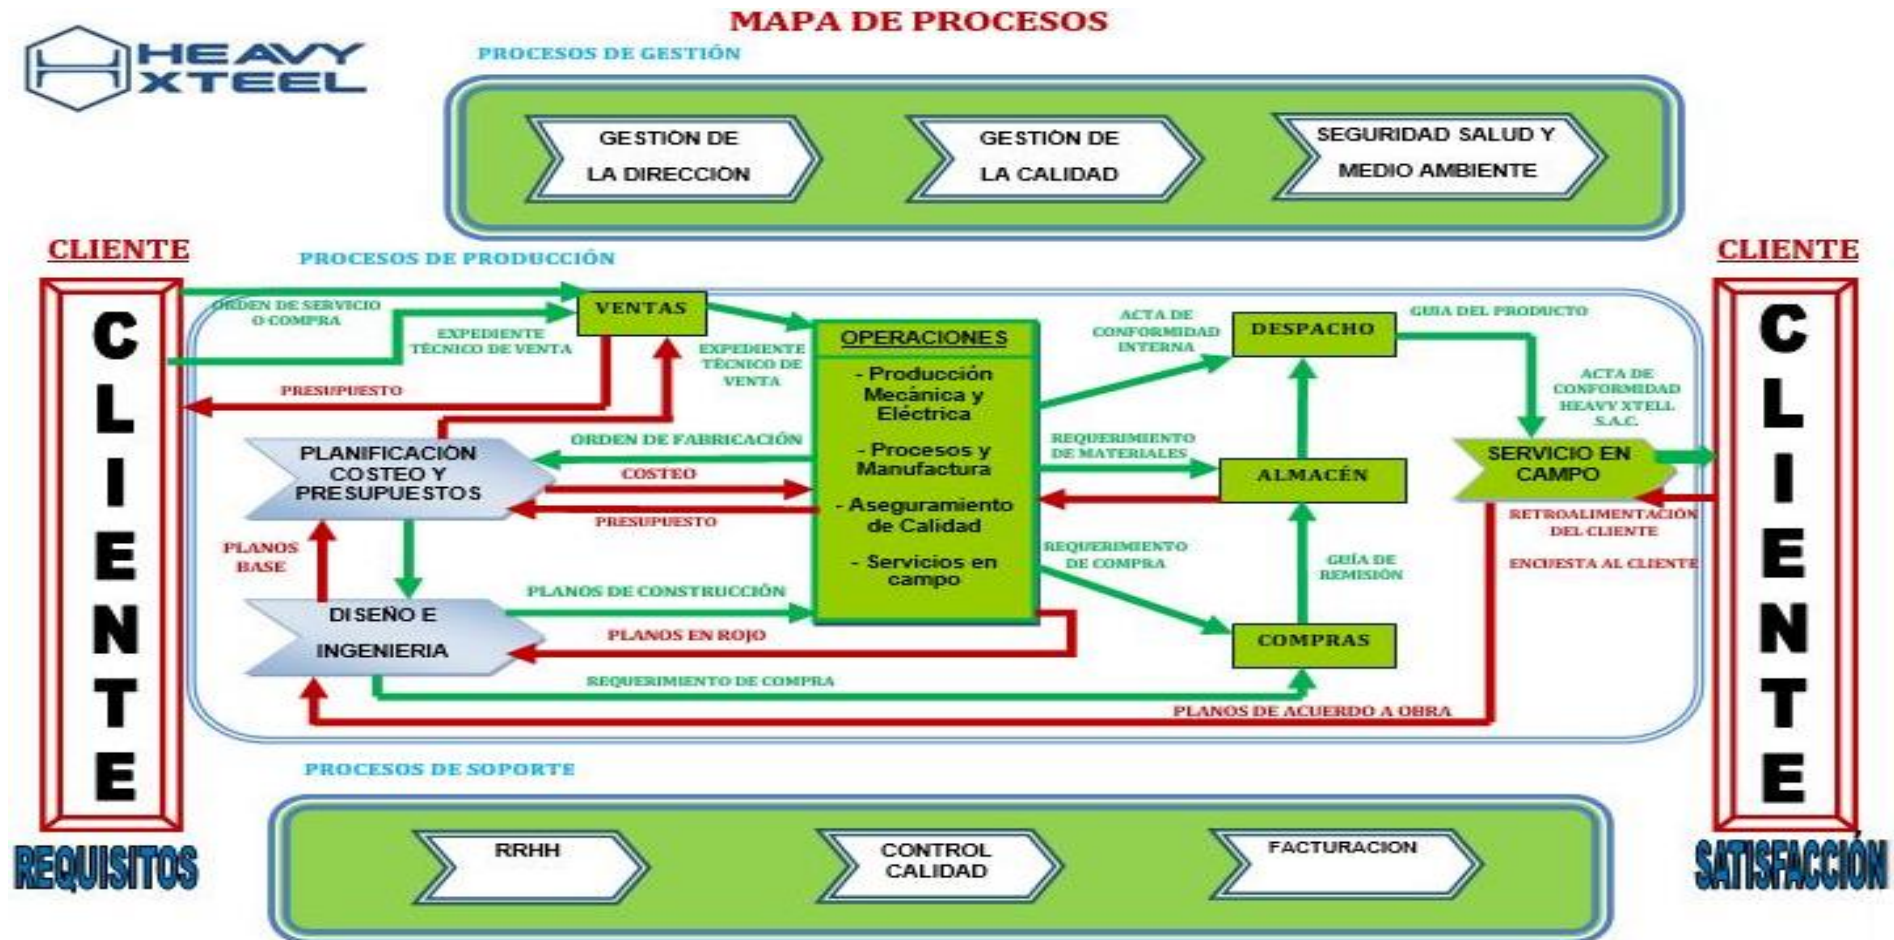 MAPA DE PROCESOS
HEAVY
XTEEL
PROCESOS DE GESTIÓN
GESTIÓN DE
LA DIRECCIÓN
GESTIÓN DE
LA CALIDAD
SEGURIDAD SALUD Y
MEDIO AMBIENTE
CLIENTE
CLIENTE
PROCESOS DE PRODUCCIÓN
CLIENTE
REQUISITOS
ORDEN DE SERVICIO
O COMPRA
EXPEDIENTE
TÉCNICO DE VENTA
VENTAS
EXPEDIENTE
TÉCNICO DE
VENTA
PRESUPUESTO
PLANIFICACIÓN
COSTEO Y
PRESUPUESTOS
ORDEN DE FABRICACIÓN
COSTEO
PRESUPUESTO
PLANOS
BASE
DISEÑO E
INGENIERIA
PLANOS DE CONSTRUCCIÓN
PLANOS EN ROJO
REQUERIMIENTO DE COMPRA
OPERACIONES
- Producción
Mecánica y
Eléctrica
- Procesos y
Manufactura
- Aseguramiento
de Calidad
- Servicios en
campo
ACTA DE
CONFORMIDAD
INTERNA
DESPACHO
GUIA DEL PRODUCTO
REQUERIMIENTO
DE MATERIALES
ALMACÉN
REQUERIMIENTO
DE COMPRA
GUÍA DE
REMISIÓN
COMPRAS
PLANOS DE ACUERDO A OBRA
ACTA DE
CONFORMIDAD
HEAVY XTELL
S.A.C.
SERVICIO EN
CAMPO
RETROALIMENTACIÓN
DEL CLIENTE
ENCUESTA AL CLIENTE
CLIENTE
SATISFACCIÓN
PROCESOS DE SOPORTE
RRHH
CONTROL
CALIDAD
FACTURACION